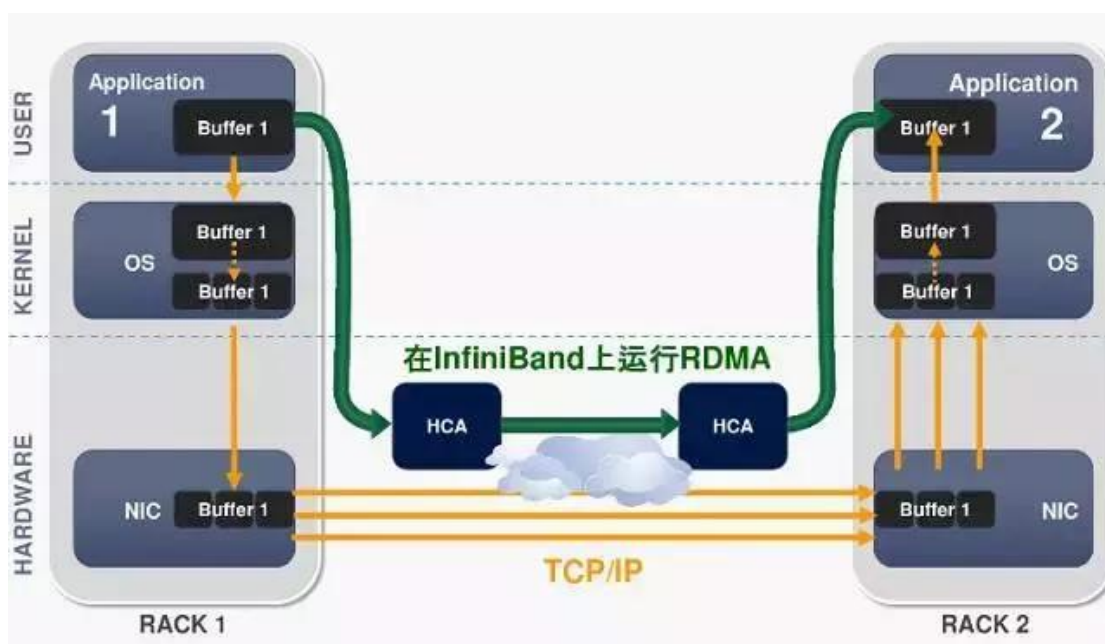 USER
Application
1
Buffer 1
Application
2
Buffer 1
KERNEL
OS
Buffer 1
Buffer 1
Buffer 1
Buffer 1
OS
在InfiniBand上运行RDMA
HCA
HCA
HARDWARE
NIC
Buffer 1
Buffer 1
NIC
TCP/IP
RACK 1
RACK 2